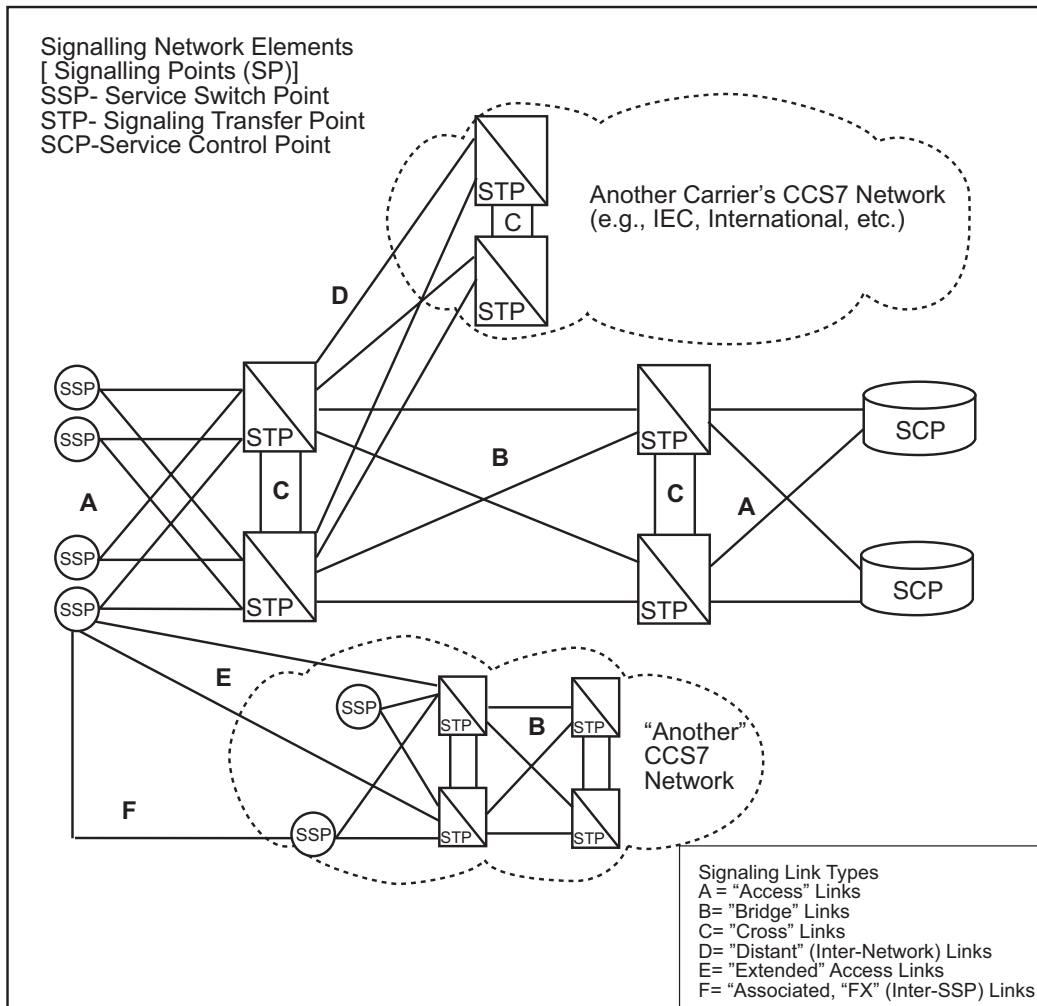 Signalling Network Elements
[ Signalling Points (SP)]
SSP- Service Switch Point
STP- Signaling Transfer Point
SCP-Service Control Point
STP
C
STP
Another Carrier's CCS7 Network
(e.g., IEC, International, etc.)
D
SSP
SSP
A
SSP
SSP
STP
C
STP
B
STP
C
STP
A
SCP
SCP
E
F
SSP
SSP
STP
STP
B
STP
STP
“Another”
CCS7
Network
Signaling Link Types
A = “Access” Links
B= ”Bridge” Links
C= ”Cross” Links
D= ”Distant” (Inter-Network) Links
E= ”Extended” Access Links
F= “Associated, “FX” (Inter-SSP) Links